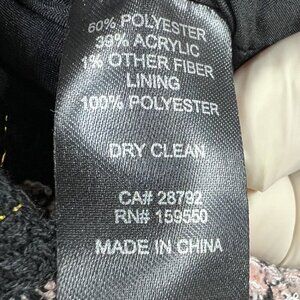 60% POLYESTER
39% ACRYLIC
1% OTHER FIBER
LINING
100% POLYESTER
DRY CLEAN
CA# 28792
RN# 159550
MADE IN CHINA